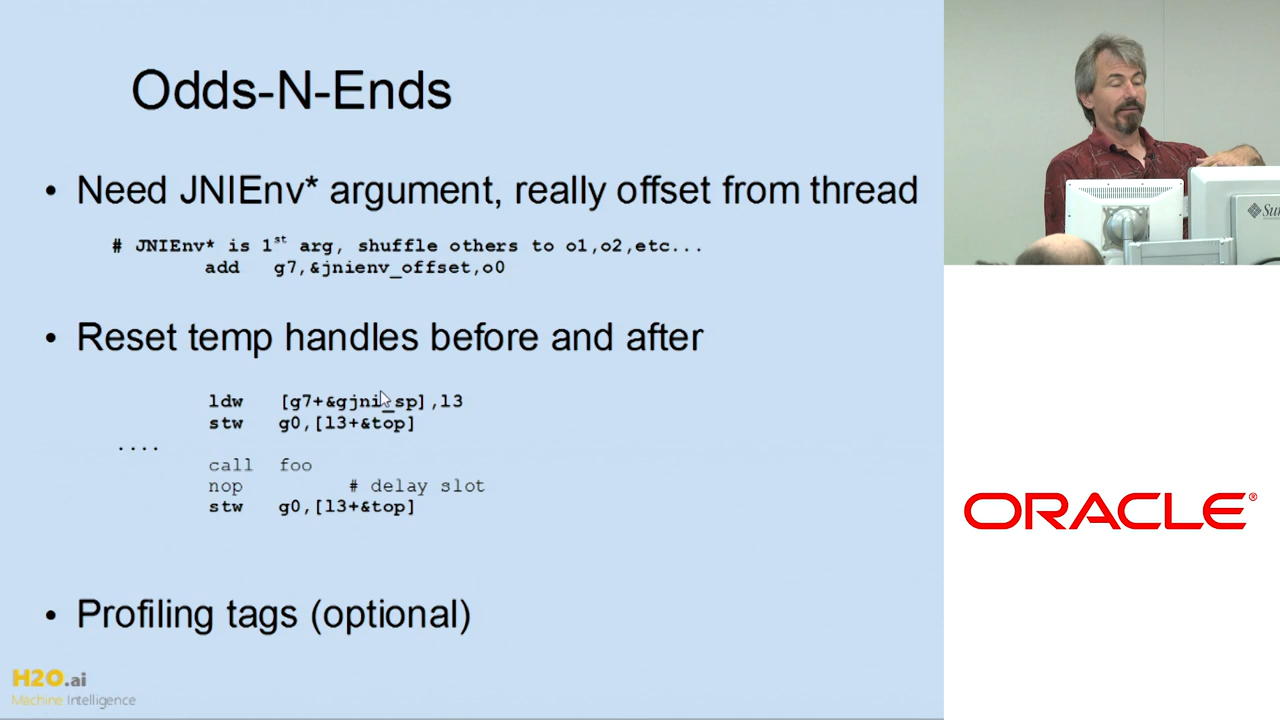 Odds-N-Ends
• Need JNIEnv* argument, really offset from thread
# JNIEnv* is 1st arg, shuffle others to o1,o2,etc...
add g7,&jnienv_offset,o0
• Reset temp handles before and after
ldw [g7+&gjni_sp],l3
stw g0,[l3+&top]
....
call foo
nop # delay slot
stw g0,[l3+&top]
• Profiling tags (optional)
H2O.ai
Machine Intelligence
Sun
ORACLE®